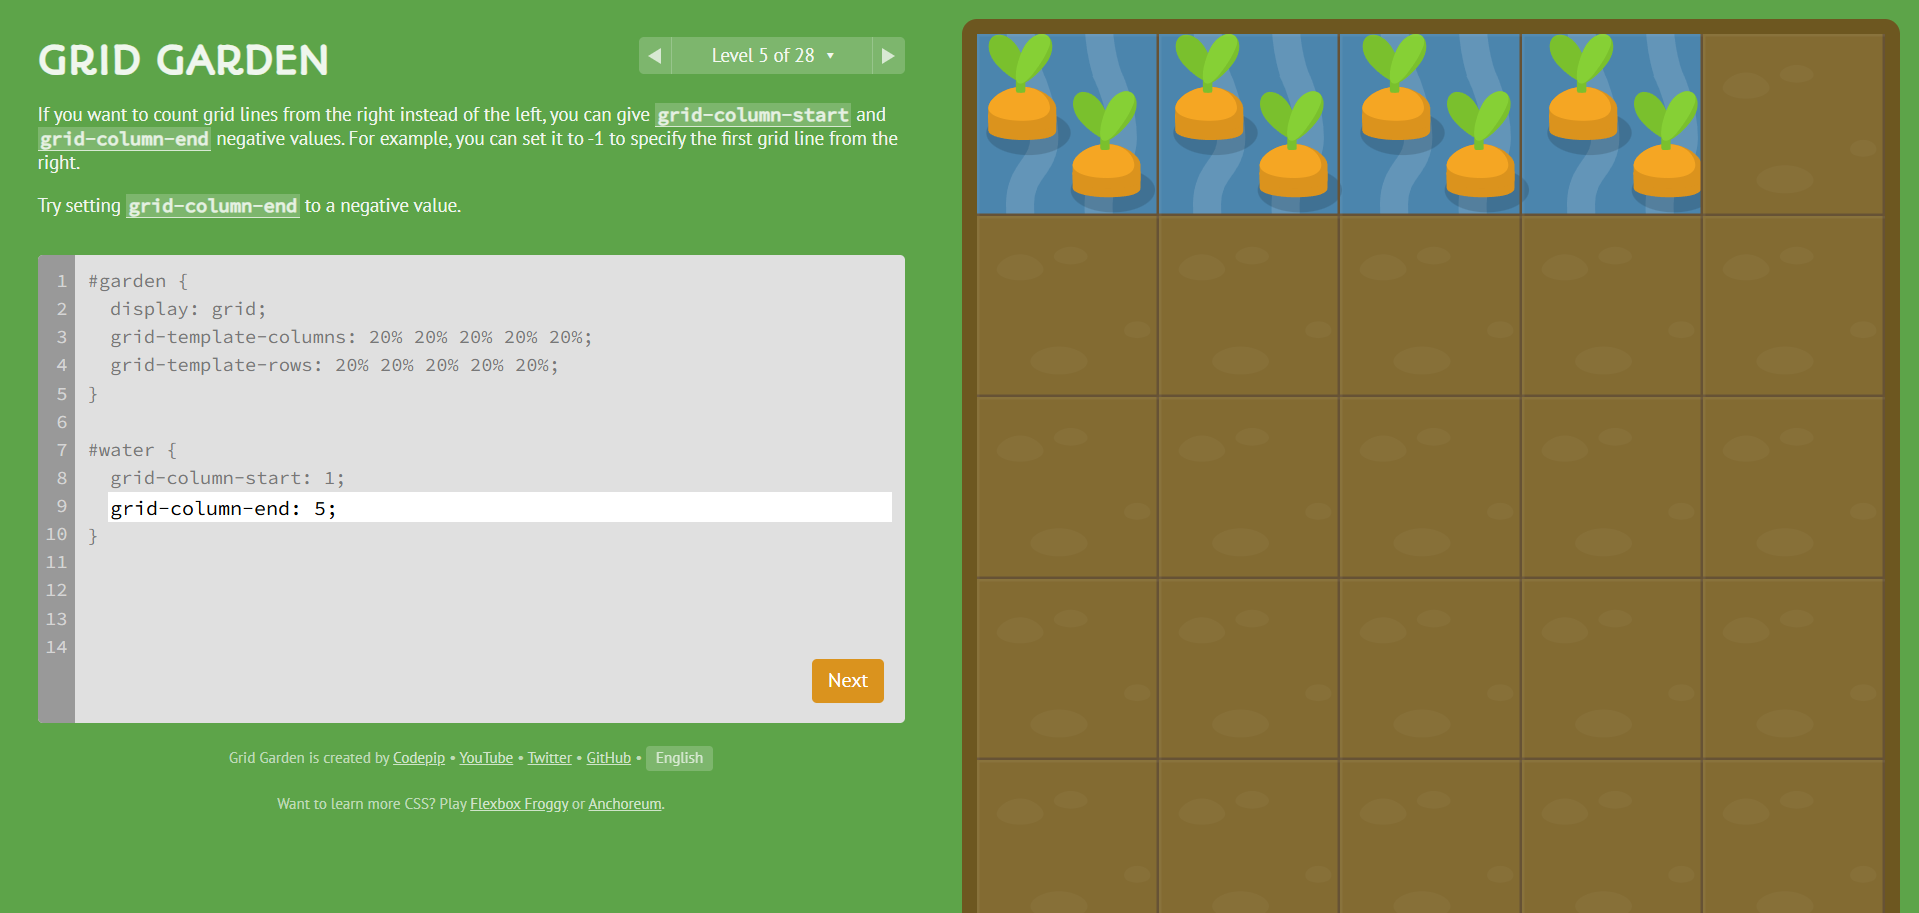 GRID GARDEN
◀ Level 5 of 28 ▾ ▶
If you want to count grid lines from the right instead of the left, you can give grid-column-start and
grid-column-end negative values. For example, you can set it to -1 to specify the first grid line from the
right.
Try setting grid-column-end to a negative value.
1 #garden {
2 display: grid;
3 grid-template-columns: 20% 20% 20% 20% 20%;
4 grid-template-rows: 20% 20% 20% 20% 20%;
5 }
6
7 #water {
8 grid-column-start: 1;
9 grid-column-end: 5;
10 }
11
12
13
14
Next
Grid Garden is created by Codepip • YouTube • Twitter • GitHub • English
Want to learn more CSS? Play Flexbox Froggy or Anchoreum.